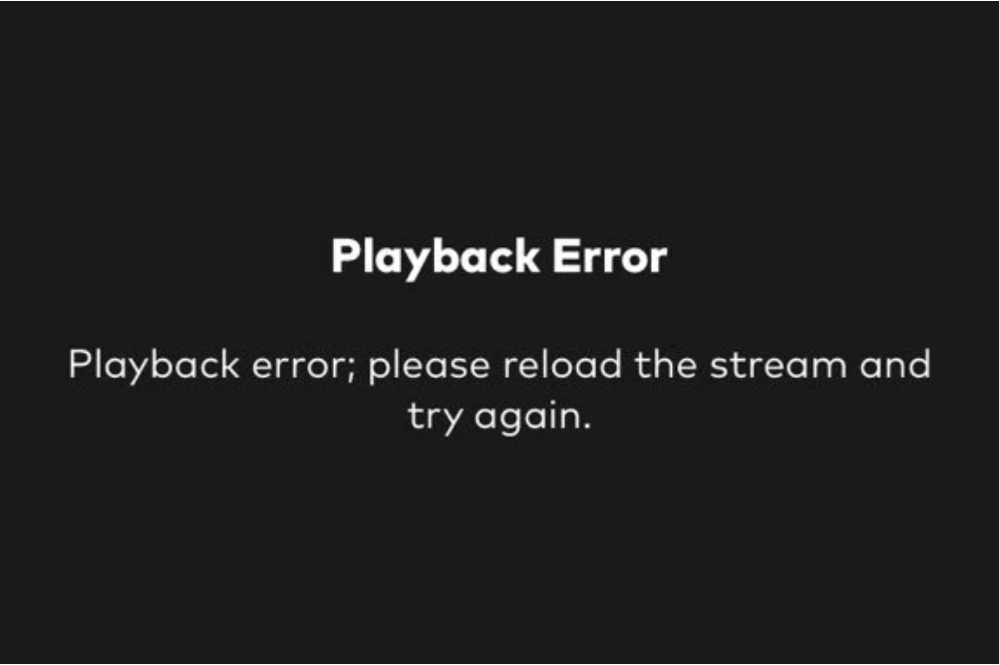 Playback Error
Playback error; please reload the stream and
try again.